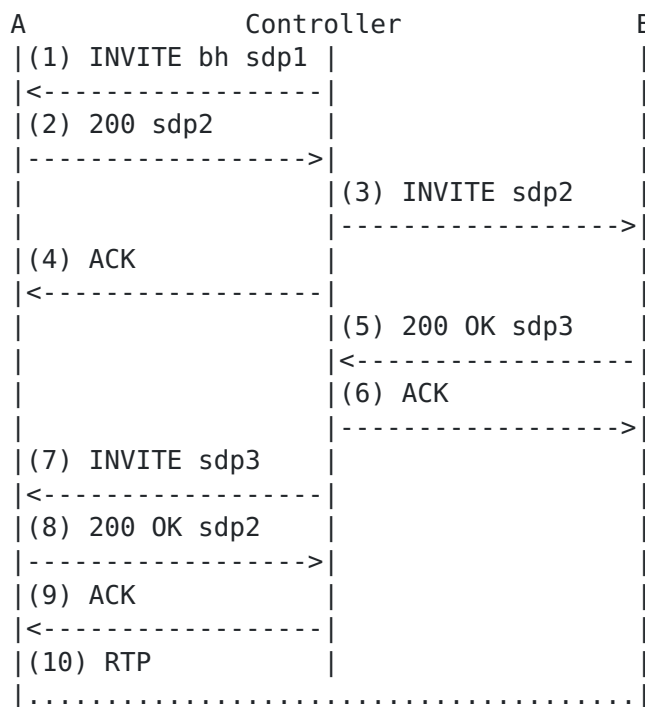 A              Controller               B
|(1) INVITE bh sdp1 |                   |
|<------------------|                   |
|(2) 200 sdp2       |                   |
|------------------>|                   |
|                   |(3) INVITE sdp2    |
|                   |------------------>|
|(4) ACK            |                   |
|<------------------|                   |
|                   |(5) 200 OK sdp3    |
|                   |<------------------|
|                   |(6) ACK            |
|                   |------------------>|
|(7) INVITE sdp3    |                   |
|<------------------|                   |
|(8) 200 OK sdp2    |                   |
|------------------>|                   |
|(9) ACK            |                   |
|<------------------|                   |
|(10) RTP           |                   |
|.......................................|